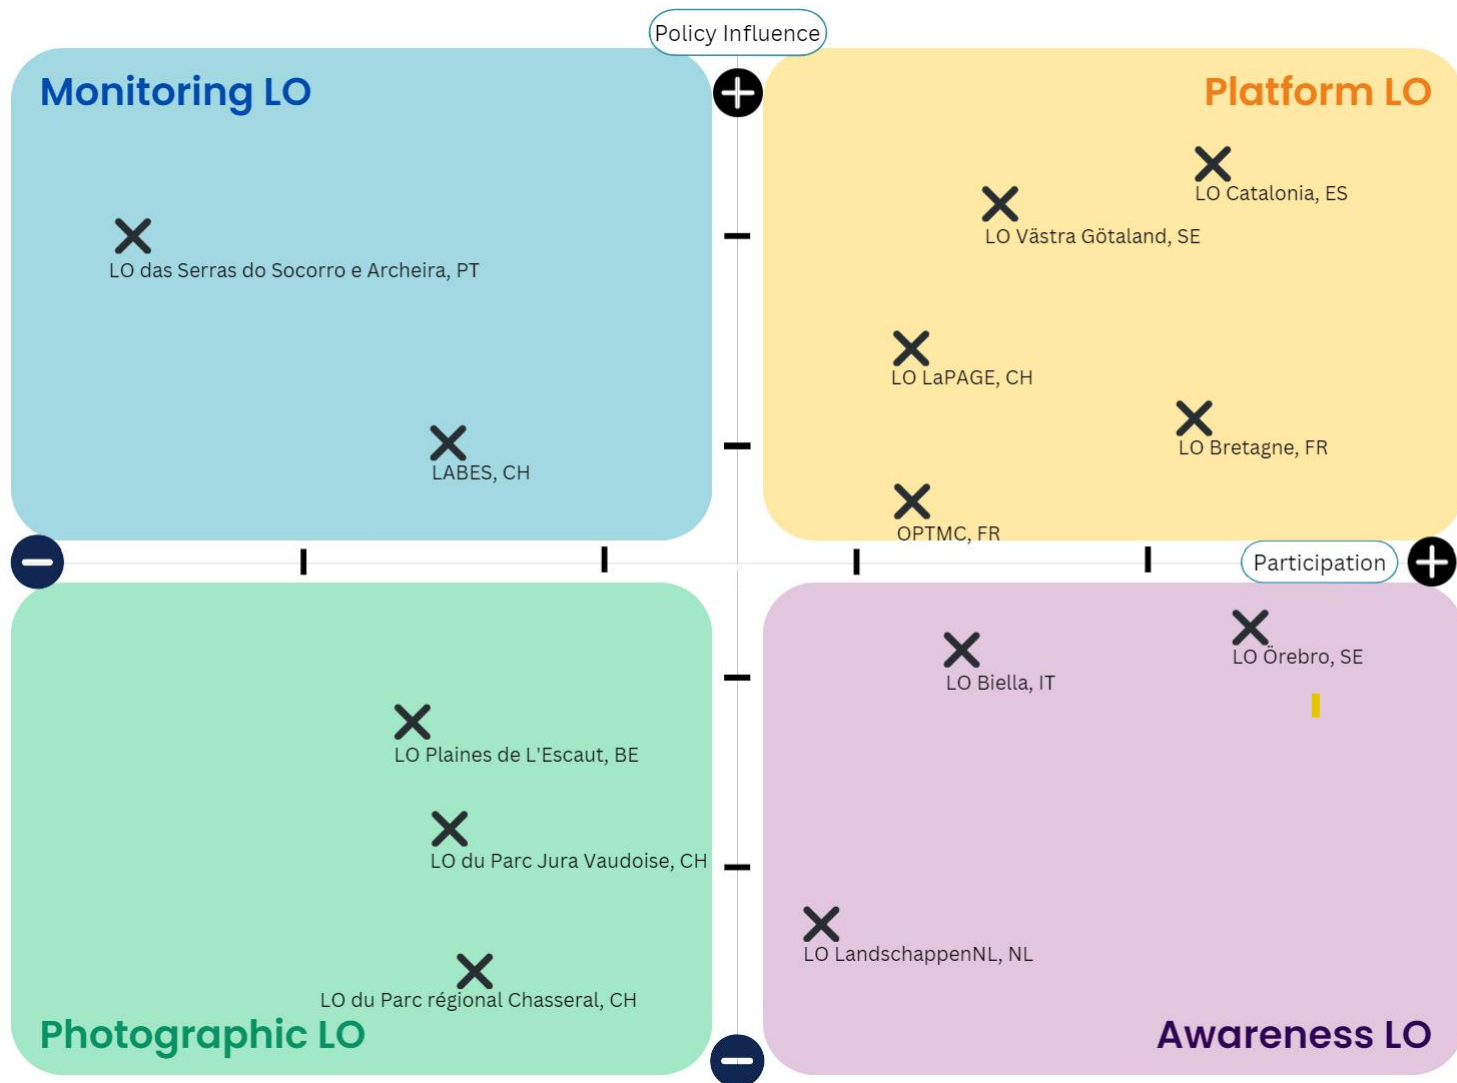 Policy Influence
Monitoring LO
Platform LO
LO Catalonia, ES
LO Västra Götaland, SE
LO das Serras do Socorro e Archeira, PT
LO LaPAGE, CH
LO Bretagne, FR
LABES, CH
OPTMC, FR
Participation
LO Örebro, SE
LO Biella, IT
LO Plaines de L'Escaut, BE
LO du Parc Jura Vaudoise, CH
LO LandschappenNL, NL
LO du Parc régional Chasseral, CH
Photographic LO
Awareness LO